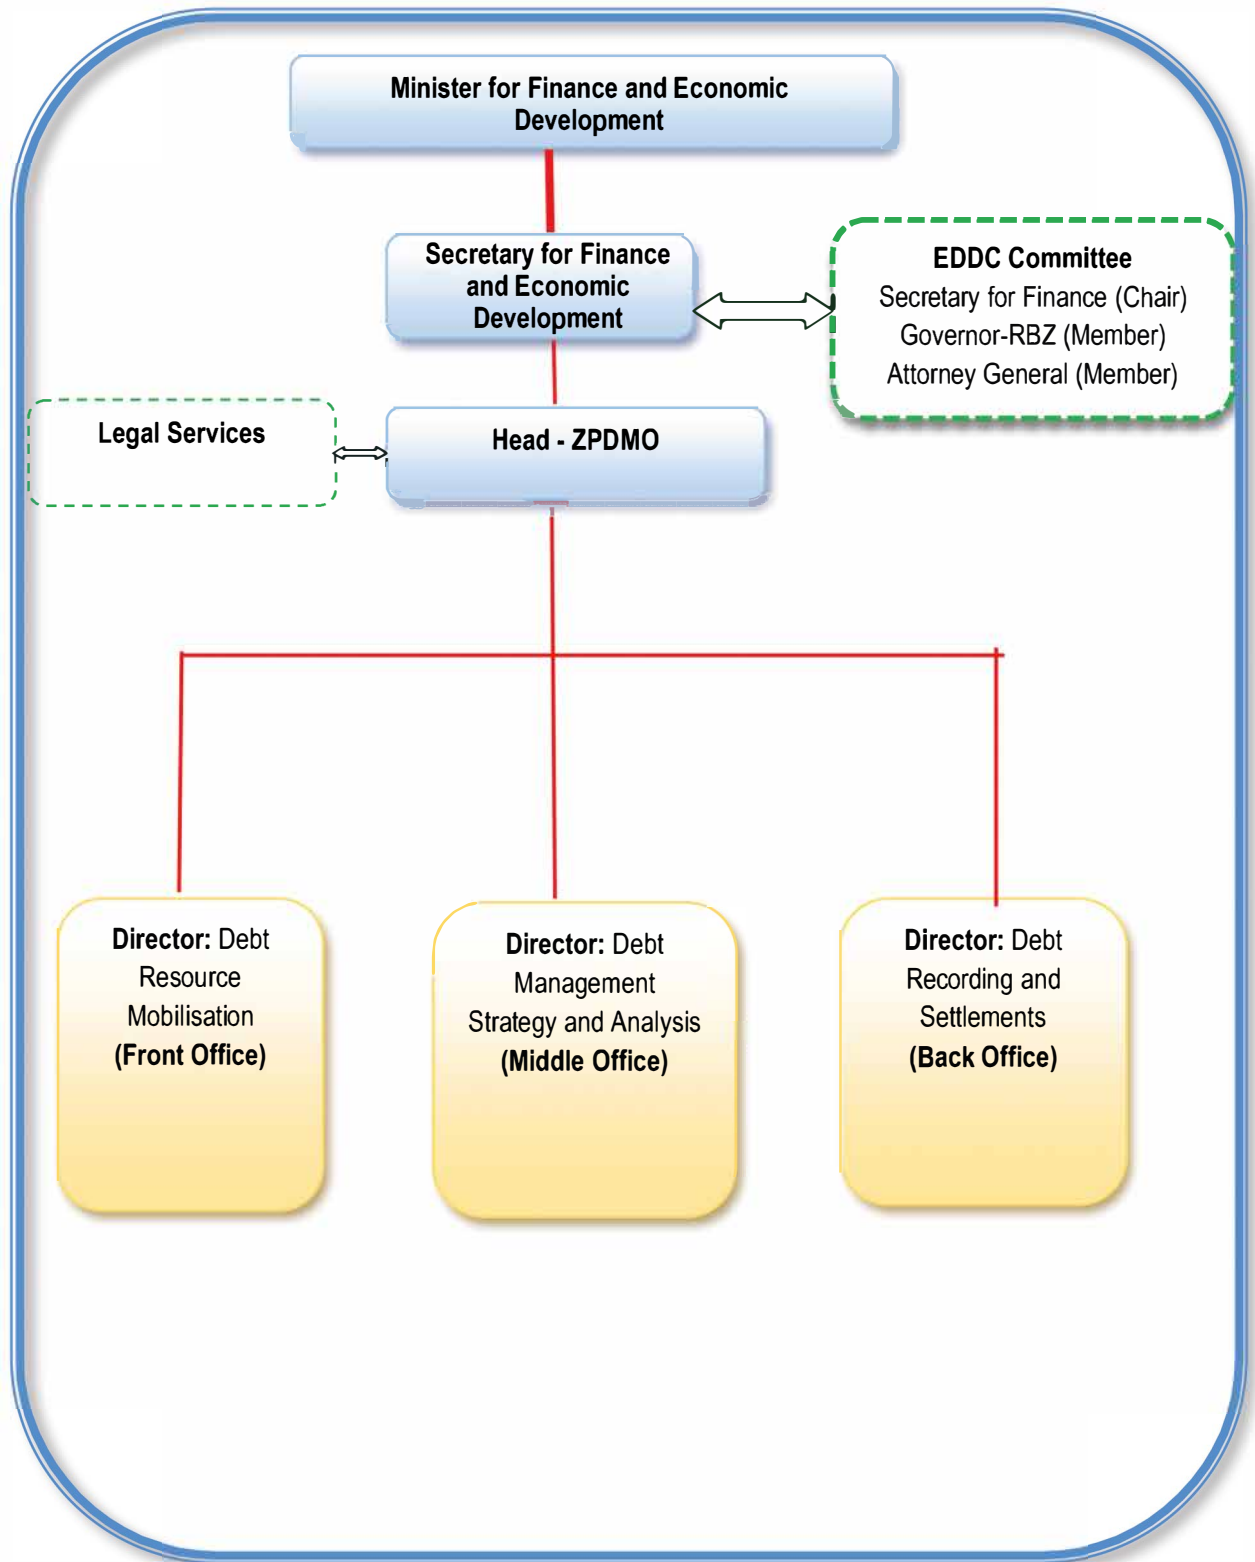 Minister for Finance and Economic
Development
Secretary for Finance
and Economic
Development
EDDC Committee
Secretary for Finance (Chair)
Governor-RBZ (Member)
Attorney General (Member)
Legal Services
Head - ZPDMO
Director: Debt
Resource
Mobilisation
(Front Office)
Director: Debt
Management
Strategy and Analysis
(Middle Office)
Director: Debt
Recording and
Settlements
(Back Office)